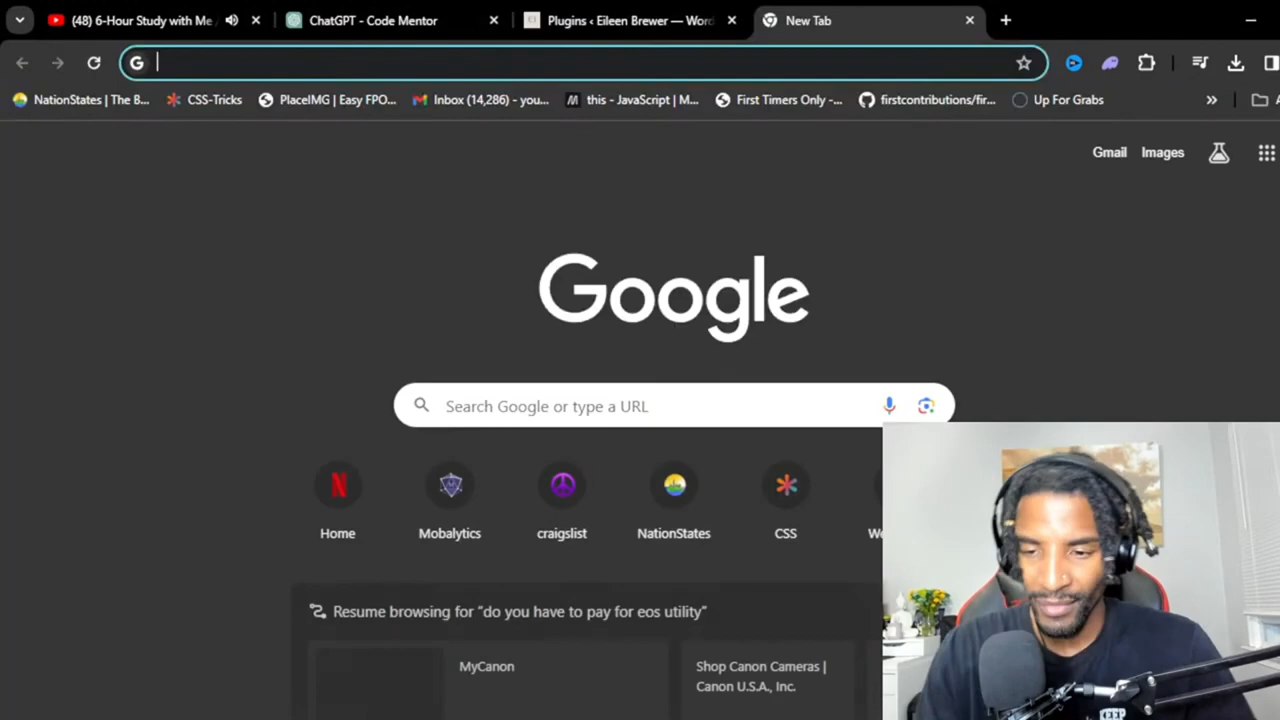 (48) 6-Hour Study with Me
ChatGPT - Code Mentor
Plugins ‹ Eileen Brewer — Word
New Tab
NationStates | The B...
CSS-Tricks
PlaceIMG | Easy FPO...
Inbox (14,286) - you...
this - JavaScript | M...
First Timers Only -...
firstcontributions/fir...
Up For Grabs
Gmail
Images
Google
Search Google or type a URL
Home
Mobalytics
craigslist
NationStates
CSS
Resume browsing for “do you have to pay for eos utility”
MyCanon
Shop Canon Cameras |
Canon U.S.A., Inc.
KEEP